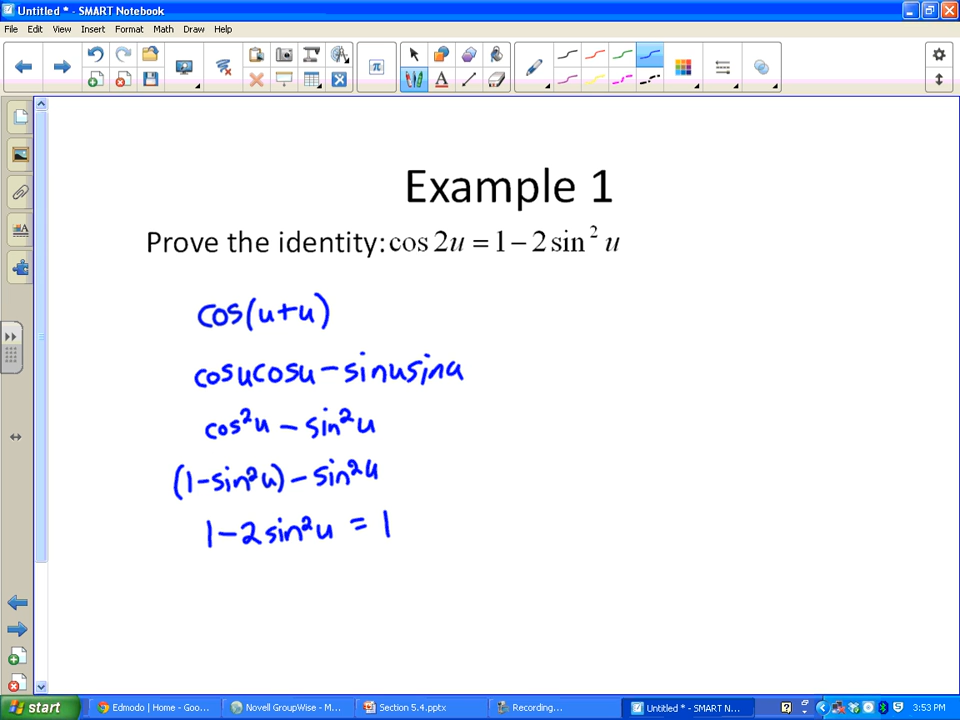 Untitled * - SMART Notebook
File Edit View Insert Format Math Draw Help
π
A
Example 1
Prove the identity: cos 2u = 1 − 2 sin² u
cos(u+u)
cosucosu − sinusinu
cos²u − sin²u
(1−sin²u) − sin²u
1 − 2sin²u = 1
start Edmodo | Home - Goo... Novell GroupWise - M... Section 5.4.pptx Recording... Untitled * - SMART N... 3:53 PM